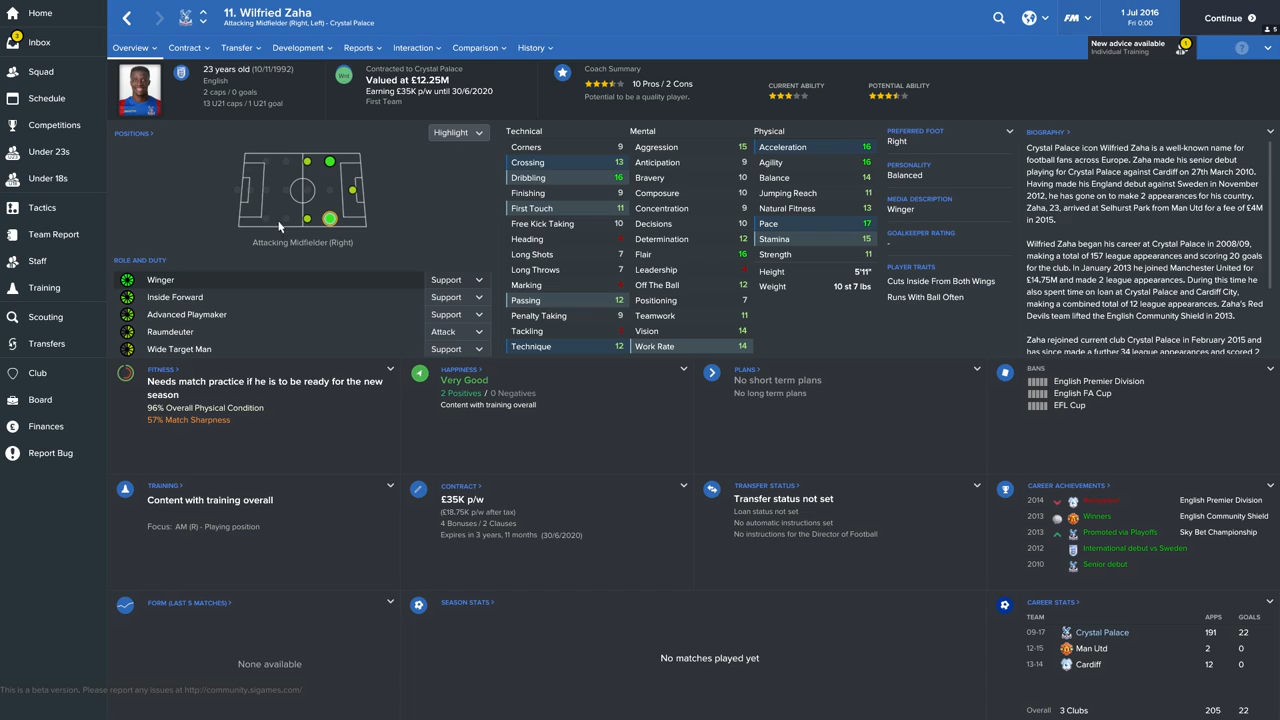 Home
3
Inbox
Squad
Schedule
Competitions
Under 23s
Under 18s
Tactics
Team Report
Staff
Training
Scouting
Transfers
Club
Board
Finances
Report Bug
11. Wilfried Zaha
Attacking Midfielder (Right, Left) - Crystal Palace
FM
1 Jul 2016
Fri 0:00
Continue
5
Overview
Contract
Transfer
Development
Reports
Interaction
Comparison
History
New advice available
Individual Training
1
?
23 years old (10/11/1992)
English
2 caps / 0 goals
13 U21 caps / 1 U21 goal
Wnt
Contracted to Crystal Palace
Valued at £12.25M
Earning £35K p/w until 30/6/2020
First Team
Coach Summary
10 Pros / 2 Cons
Potential to be a quality player.
CURRENT ABILITY
POTENTIAL ABILITY
POSITIONS >
Highlight
Attacking Midfielder (Right)
ROLE AND DUTY
Winger Support
Inside Forward Support
Advanced Playmaker Support
Raumdeuter Attack
Wide Target Man Support
Technical
Corners 9
Crossing 13
Dribbling 16
Finishing 9
First Touch 11
Free Kick Taking 10
Heading
Long Shots 7
Long Throws 7
Marking
Passing 12
Penalty Taking 9
Tackling
Technique 12
Mental
Aggression 15
Anticipation 9
Bravery 10
Composure 10
Concentration 9
Decisions 10
Determination 12
Flair 16
Leadership
Off The Ball 12
Positioning 7
Teamwork 11
Vision 14
Work Rate 14
Physical
Acceleration 16
Agility 16
Balance 14
Jumping Reach 11
Natural Fitness 13
Pace 17
Stamina 15
Strength 11
Height 5'11"
Weight 10 st 7 lbs
PREFERRED FOOT
Right
PERSONALITY
Balanced
MEDIA DESCRIPTION
Winger
GOALKEEPER RATING
-
PLAYER TRAITS
Cuts Inside From Both Wings
Runs With Ball Often
BIOGRAPHY >
Crystal Palace icon Wilfried Zaha is a well-known name for
football fans across Europe. Zaha made his senior debut
playing for Crystal Palace against Cardiff on 27th March 2010.
Having made his England debut against Sweden in November
2012, he has gone on to make 2 appearances for his country.
Zaha, 23, arrived at Selhurst Park from Man Utd for a fee of £4M
in 2015.
Wilfried Zaha began his career at Crystal Palace in 2008/09,
making a total of 157 league appearances and scoring 20
goals for the club. In January 2013 he joined Manchester United
for £14.75M and made 2 league appearances. During this time he
also spent time on loan at Crystal Palace and Cardiff City,
making a combined total of 12 league appearances. Zaha's Red
Devils team lifted the English Community Shield in 2013.
Zaha rejoined current club Crystal Palace in February 2015 and
has since made a further 34 league appearances and scored 2
FITNESS >
Needs match practice if he is to be ready for the new
season
96% Overall Physical Condition
57% Match Sharpness
HAPPINESS >
Very Good
2 Positives / 0 Negatives
Content with training overall
PLANS >
No short term plans
No long term plans
BANS
English Premier Division
English FA Cup
EFL Cup
TRAINING >
Content with training overall
Focus: AM (R) - Playing position
CONTRACT >
£35K p/w
(£18.75K p/w after tax)
4 Bonuses / 2 Clauses
Expires in 3 years, 11 months (30/6/2020)
TRANSFER STATUS >
Transfer status not set
Loan status not set
No automatic instructions set
No instructions for the Director of Football
CAREER ACHIEVEMENTS >
2014 English Premier Division
2013 Winners English Community Shield
2013 Promoted via Playoffs Sky Bet Championship
2012 International debut vs Sweden
2010 Senior debut
FORM (LAST 5 MATCHES) >
None available
SEASON STATS >
No matches played yet
CAREER STATS >
TEAM APPS GOALS
09-17 Crystal Palace 191 22
12-15 Man Utd 2 0
13-14 Cardiff 12 0
Overall 3 Clubs 205 22
This is a beta version. Please report any issues at http://community.sigames.com/